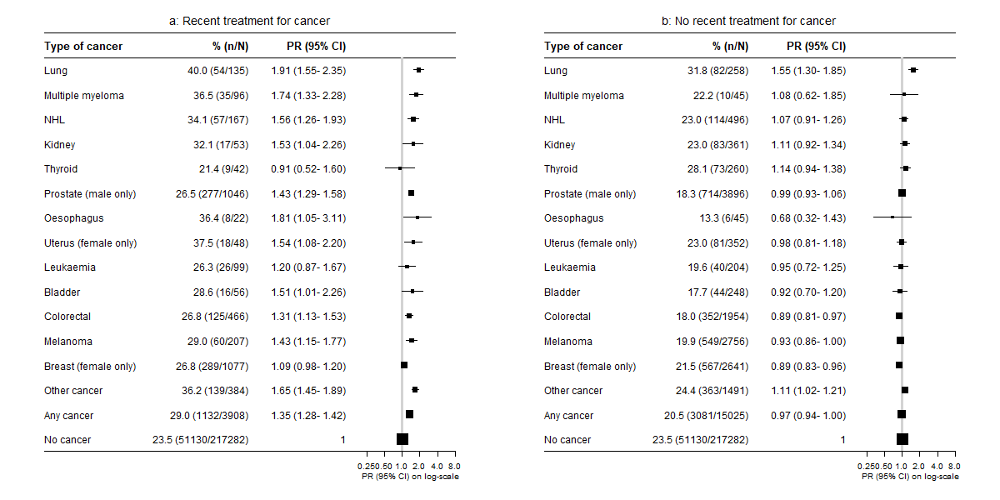 a: Recent treatment for cancer
Type of cancer % (n/N) PR (95% CI)
Lung 40.0 (54/135) 1.91 (1.55- 2.35)
Multiple myeloma 36.5 (35/96) 1.74 (1.33- 2.28)
NHL 34.1 (57/167) 1.56 (1.26- 1.93)
Kidney 32.1 (17/53) 1.53 (1.04- 2.26)
Thyroid 21.4 (9/42) 0.91 (0.52- 1.60)
Prostate (male only) 26.5 (277/1046) 1.43 (1.29- 1.58)
Oesophagus 36.4 (8/22) 1.81 (1.05- 3.11)
Uterus (female only) 37.5 (18/48) 1.54 (1.08- 2.20)
Leukaemia 26.3 (26/99) 1.20 (0.87- 1.67)
Bladder 28.6 (16/56) 1.51 (1.01- 2.26)
Colorectal 26.8 (125/466) 1.31 (1.13- 1.53)
Melanoma 29.0 (60/207) 1.43 (1.15- 1.77)
Breast (female only) 26.8 (289/1077) 1.09 (0.98- 1.20)
Other cancer 36.2 (139/384) 1.65 (1.45- 1.89)
Any cancer 29.0 (1132/3908) 1.35 (1.28- 1.42)
No cancer 23.5 (51130/217282) 1
0.25 0.50 1.0 2.0 4.0 8.0
PR (95% CI) on log-scale
b: No recent treatment for cancer
Type of cancer % (n/N) PR (95% CI)
Lung 31.8 (82/258) 1.55 (1.30- 1.85)
Multiple myeloma 22.2 (10/45) 1.08 (0.62- 1.85)
NHL 23.0 (114/496) 1.07 (0.91- 1.26)
Kidney 23.0 (83/361) 1.11 (0.92- 1.34)
Thyroid 28.1 (73/260) 1.14 (0.94- 1.38)
Prostate (male only) 18.3 (714/3896) 0.99 (0.93- 1.06)
Oesophagus 13.3 (6/45) 0.68 (0.32- 1.43)
Uterus (female only) 23.0 (81/352) 0.98 (0.81- 1.18)
Leukaemia 19.6 (40/204) 0.95 (0.72- 1.25)
Bladder 17.7 (44/248) 0.92 (0.70- 1.20)
Colorectal 18.0 (352/1954) 0.89 (0.81- 0.97)
Melanoma 19.9 (549/2756) 0.93 (0.86- 1.00)
Breast (female only) 21.5 (567/2641) 0.89 (0.83- 0.96)
Other cancer 24.4 (363/1491) 1.11 (1.02- 1.21)
Any cancer 20.5 (3081/15025) 0.97 (0.94- 1.00)
No cancer 23.5 (51130/217282) 1
0.25 0.50 1.0 2.0 4.0 8.0
PR (95% CI) on log-scale